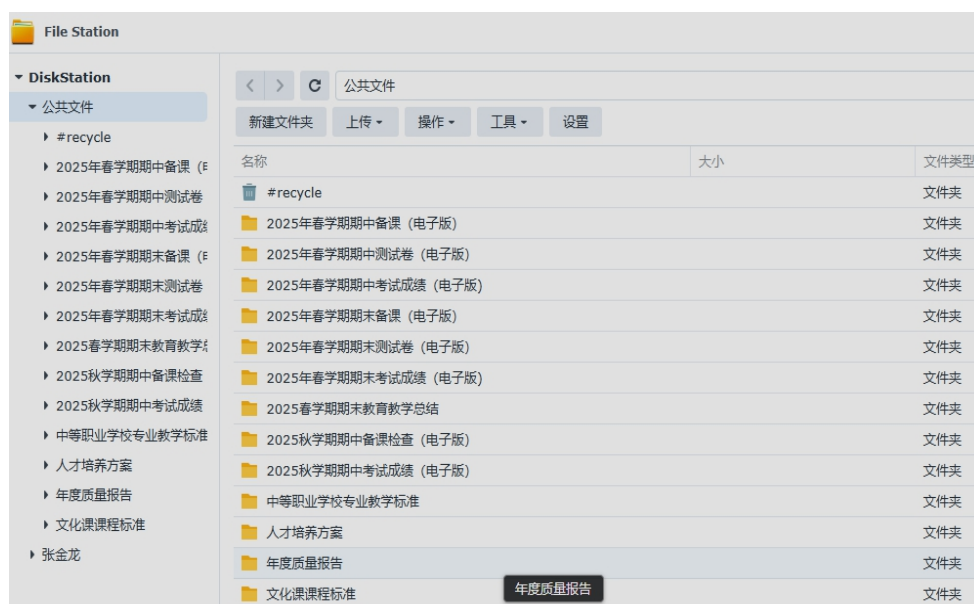 File Station
DiskStation
公共文件
#recycle
2025年春学期期中备课（
2025年春学期期中测试卷
2025年春学期期中考试成
2025年春学期期末备课（
2025年春学期期末测试卷
2025年春学期期末考试成
2025春学期期末教育教学
2025秋学期期中备课检查
2025秋学期期中考试成绩
中等职业学校专业教学标准
人才培养方案
年度质量报告
文化课课程标准
张金龙
公共文件
新建文件夹 上传 操作 工具 设置
名称 大小 文件类型
#recycle 文件夹
2025年春学期期中备课（电子版） 文件夹
2025年春学期期中测试卷（电子版） 文件夹
2025年春学期期中考试成绩（电子版） 文件夹
2025年春学期期末备课（电子版） 文件夹
2025年春学期期末测试卷（电子版） 文件夹
2025年春学期期末考试成绩（电子版） 文件夹
2025春学期期末教育教学总结 文件夹
2025秋学期期中备课检查（电子版） 文件夹
2025秋学期期中考试成绩（电子版） 文件夹
中等职业学校专业教学标准 文件夹
人才培养方案 文件夹
年度质量报告 文件夹
文化课课程标准 文件夹
年度质量报告